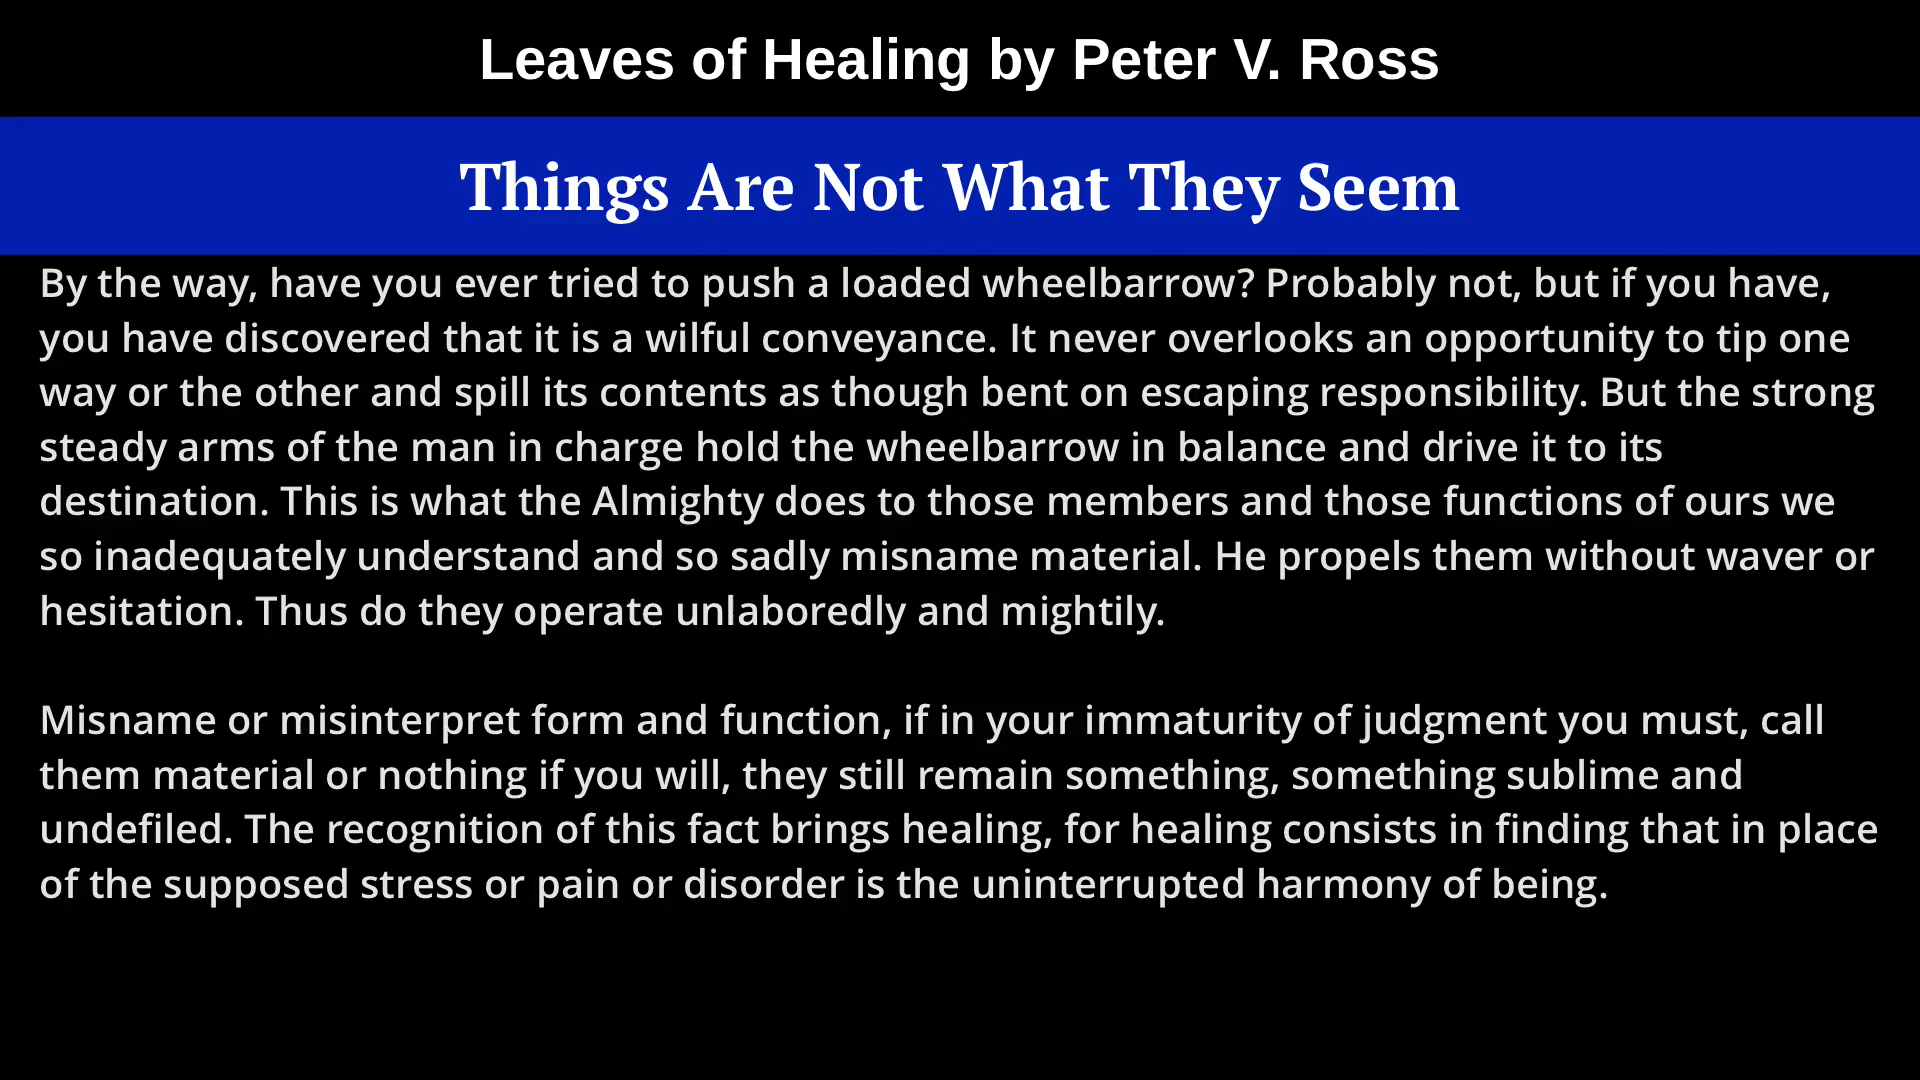 Leaves of Healing by Peter V. Ross
Things Are Not What They Seem
By the way, have you ever tried to push a loaded wheelbarrow? Probably not, but if you have,
you have discovered that it is a wilful conveyance. It never overlooks an opportunity to tip one
way or the other and spill its contents as though bent on escaping responsibility. But the strong
steady arms of the man in charge hold the wheelbarrow in balance and drive it to its
destination. This is what the Almighty does to those members and those functions of ours we
so inadequately understand and so sadly misname material. He propels them without waver or
hesitation. Thus do they operate unlaboredly and mightily.
Misname or misinterpret form and function, if in your immaturity of judgment you must, call
them material or nothing if you will, they still remain something, something sublime and
undefiled. The recognition of this fact brings healing, for healing consists in finding that in place
of the supposed stress or pain or disorder is the uninterrupted harmony of being.